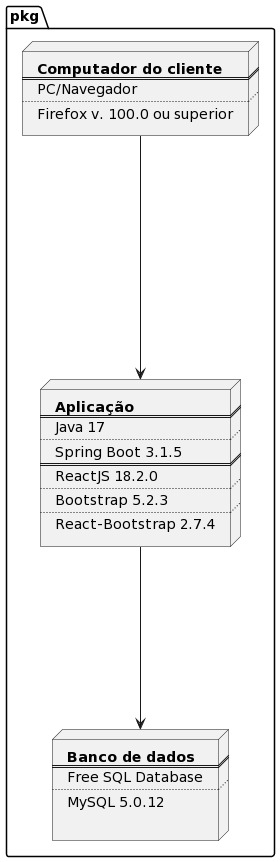 pkg
Computador do cliente
PC/Navegador
Firefox v. 100.0 ou superior
Aplicação
Java 17
Spring Boot 3.1.5
ReactJS 18.2.0
Bootstrap 5.2.3
React-Bootstrap 2.7.4
Banco de dados
Free SQL Database
MySQL 5.0.12